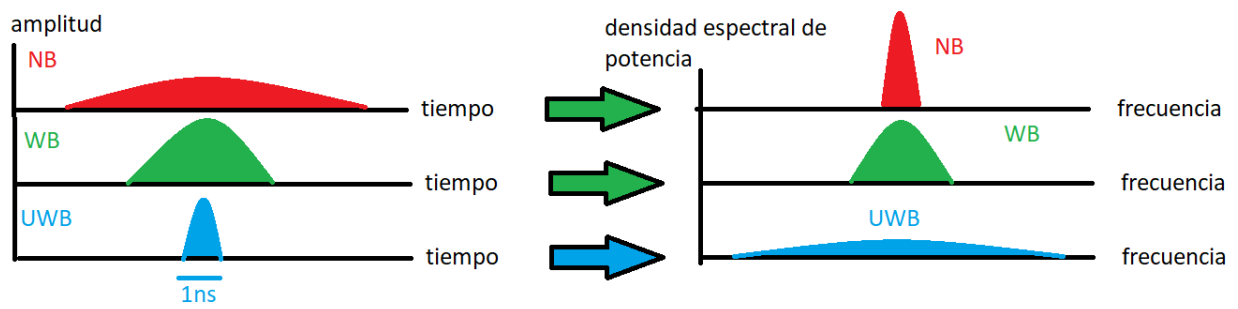 amplitud
NB
tiempo
WB
tiempo
UWB
tiempo
1ns
densidad espectral de
potencia
NB
frecuencia
WB
frecuencia
UWB
frecuencia